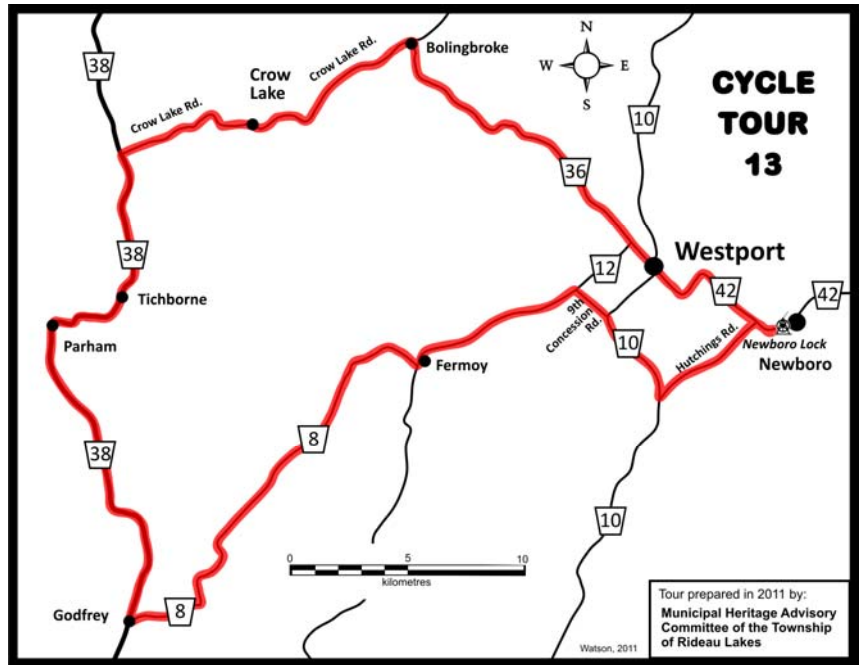 38
Crow Lake Rd.
Crow
Lake
Crow Lake Rd.
Bolingbroke
N
W E
S
CYCLE
TOUR
13
10
36
38
Tichborne
Parham
12
Westport
42
42
9th
Concession
Rd.
10
Hutchings Rd.
Newboro Lock
Newboro
Fermoy
8
38
10
0 5 10
kilometres
Godfrey
8
Watson, 2011
Tour prepared in 2011 by:
Municipal Heritage Advisory
Committee of the Township
of Rideau Lakes